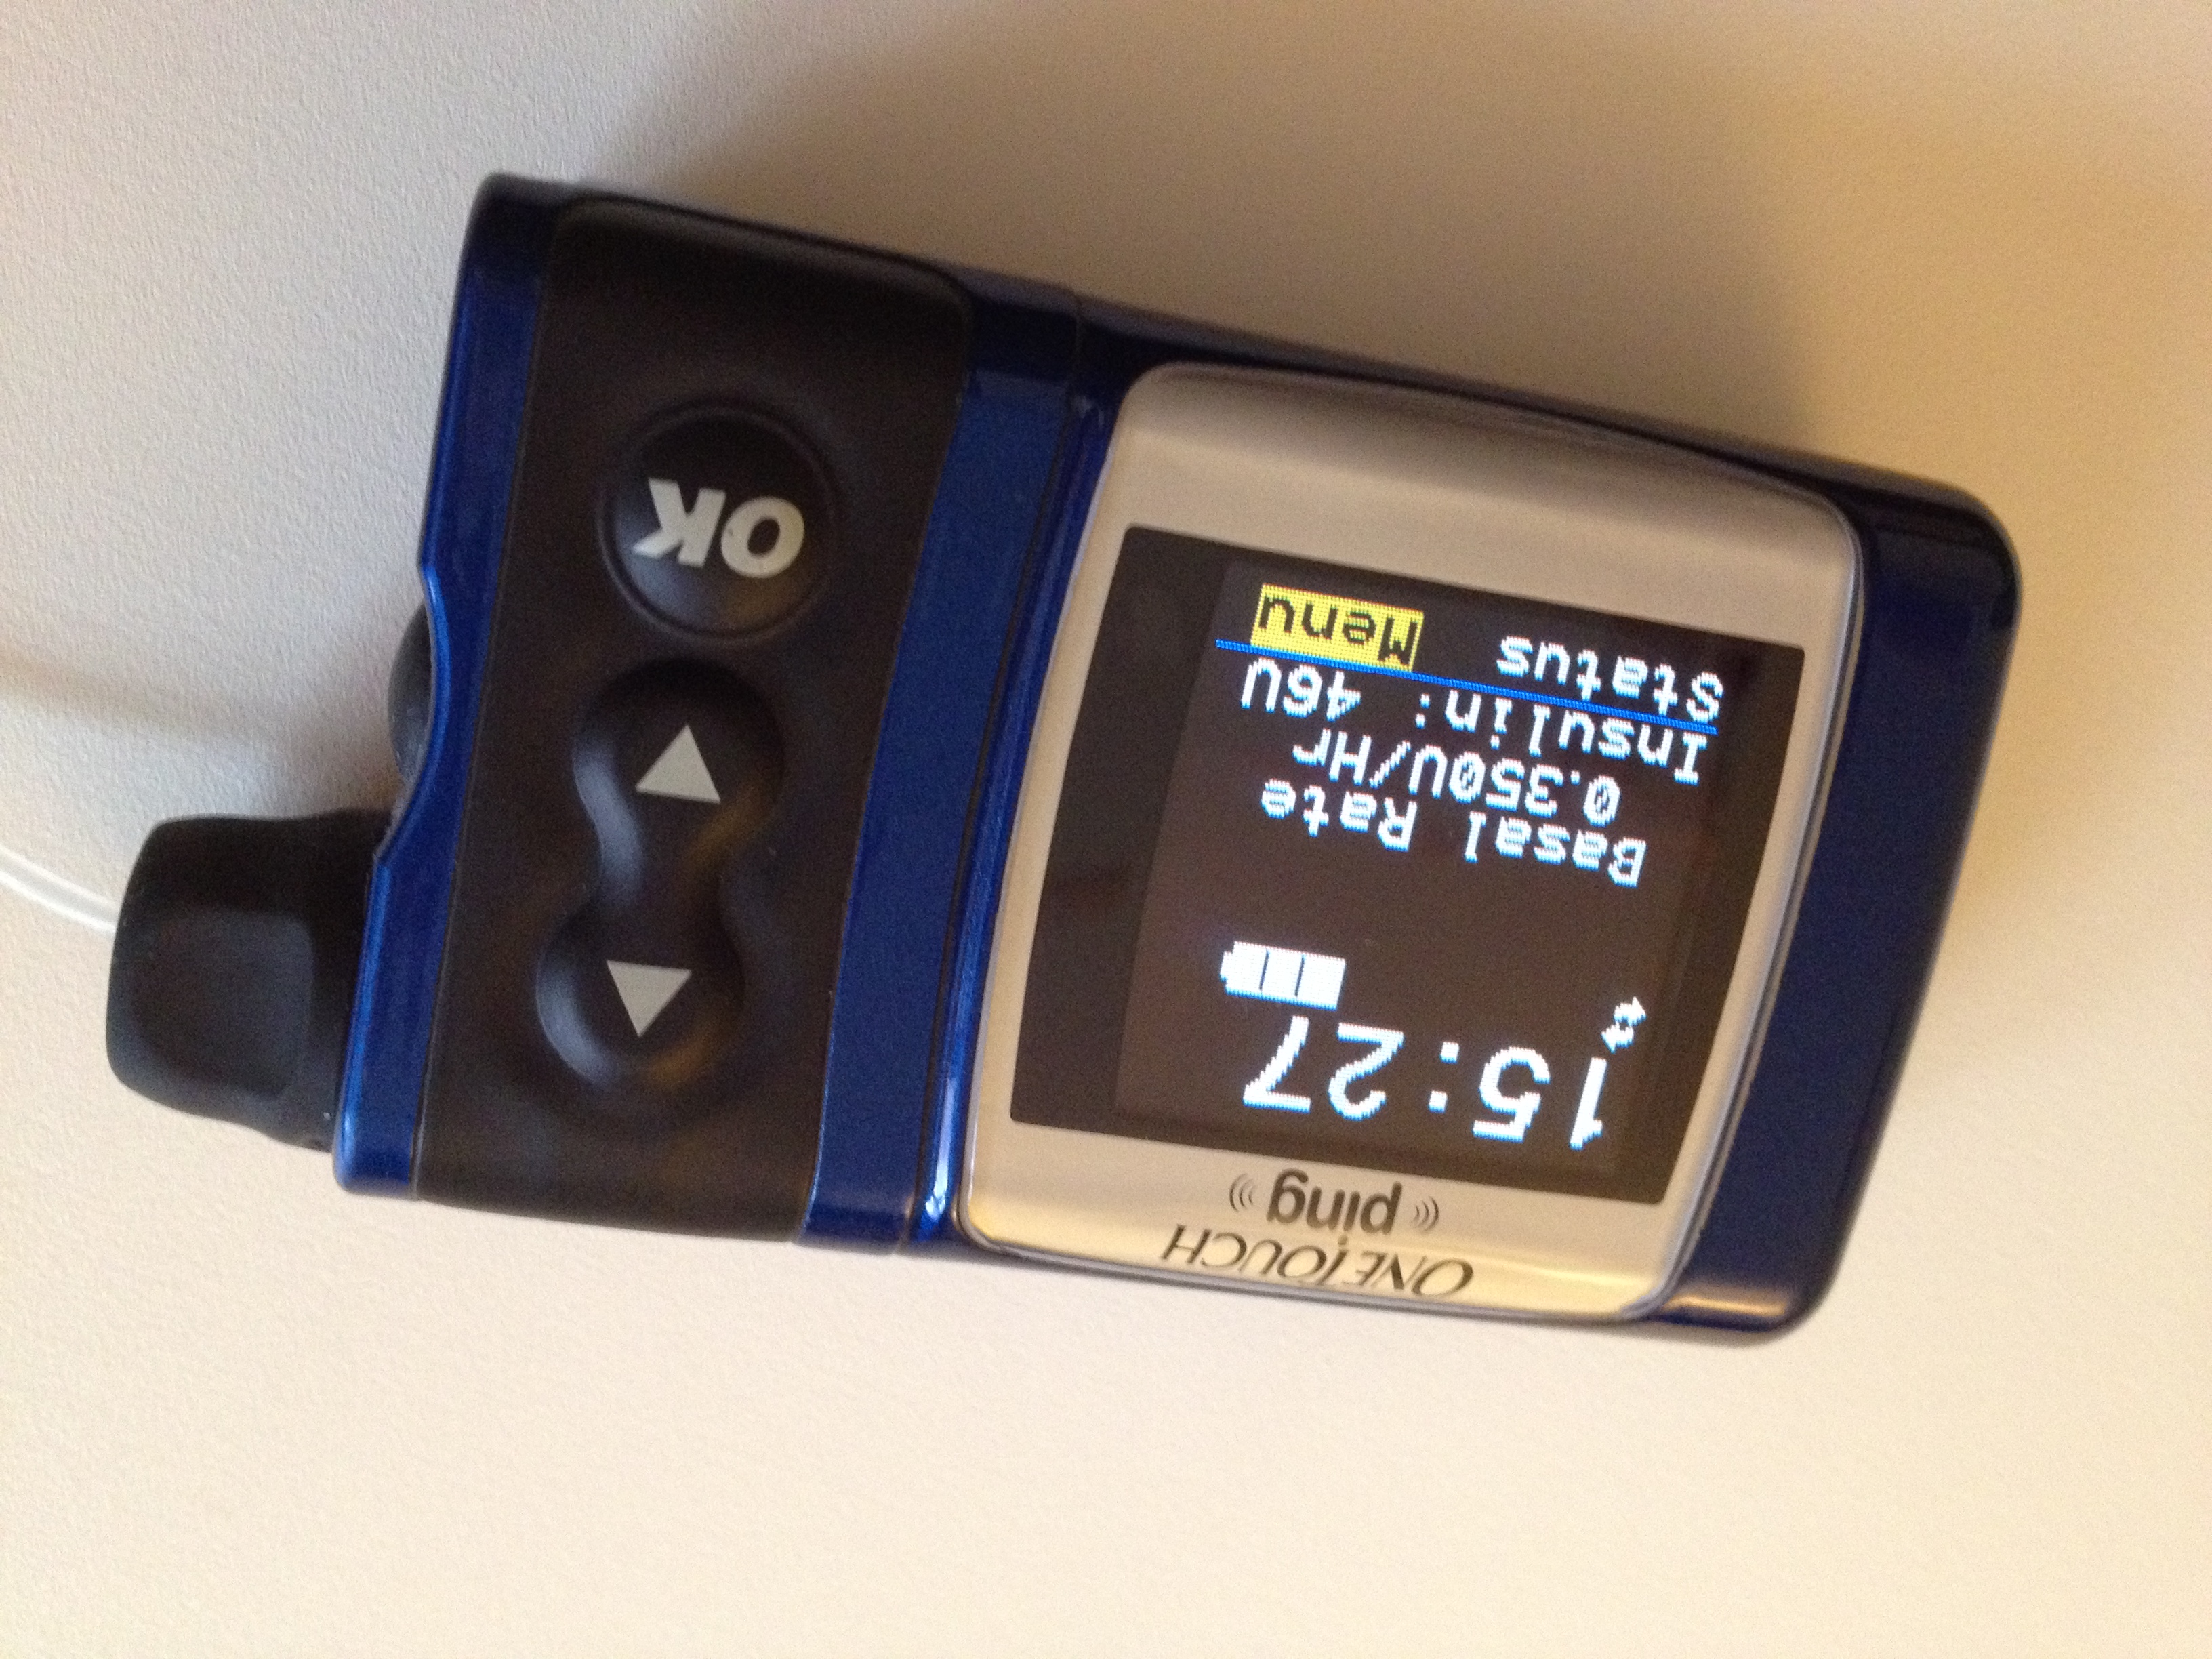 ONETOUCH
ping
15:27
Basal Rate
0.350U/Hr
Insulin: 46U
Status Menu
OK